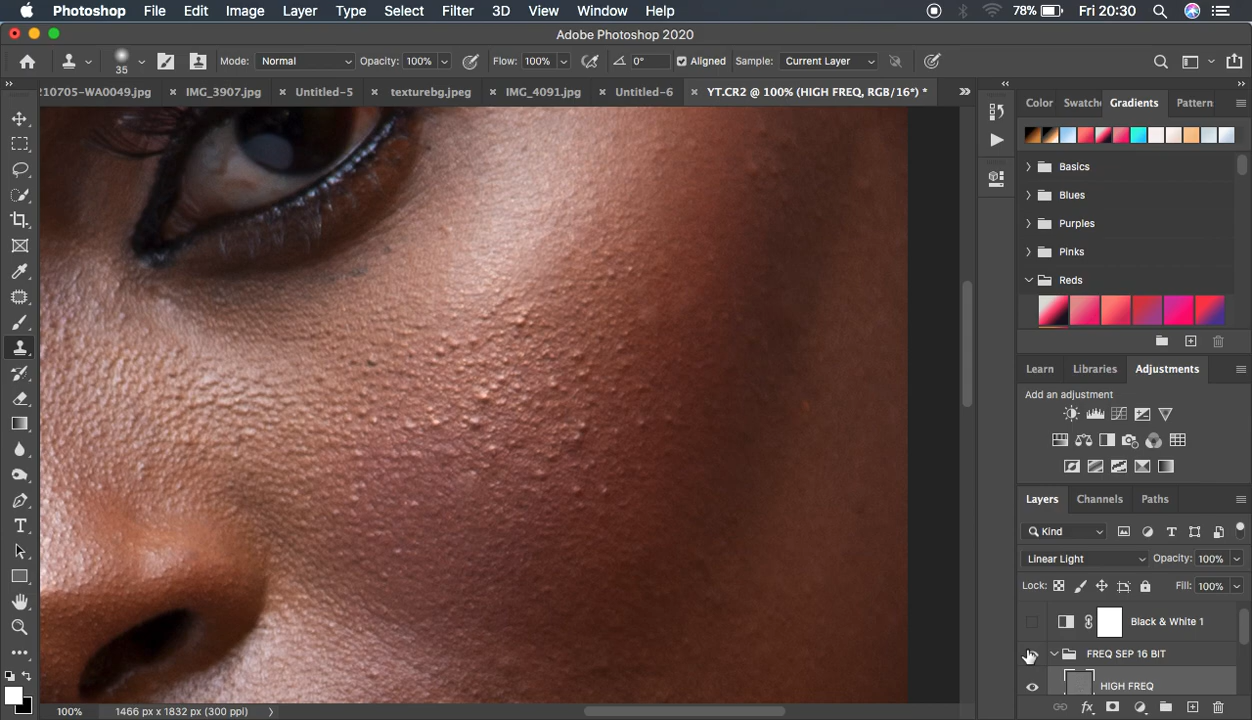 Photoshop File Edit Image Layer Type Select Filter 3D View Window Help 78% Fri 20:30
Adobe Photoshop 2020
35 Mode: Normal Opacity: 100% Flow: 100% 0° Aligned Sample: Current Layer
210705-WA0049.jpg × IMG_3907.jpg × Untitled-5 × texturebg.jpeg × IMG_4091.jpg × Untitled-6 × YT.CR2 @ 100% (HIGH FREQ, RGB/16*) *
Color Swatche Gradients Pattern
Basics
Blues
Purples
Pinks
Reds
Learn Libraries Adjustments
Add an adjustment
Layers Channels Paths
Kind
Linear Light Opacity: 100%
Lock: Fill: 100%
Black & White 1
FREQ SEP 16 BIT
HIGH FREQ
100% 1466 px x 1832 px (300 ppi)